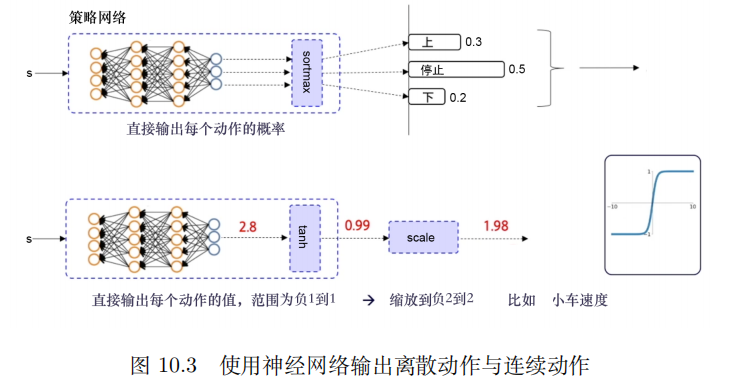 策略网络
s
sortmax
上 0.3
停止 0.5
下 0.2
直接输出每个动作的概率
s
2.8
tanh
0.99
scale
1.98
1
-10
10
-1
直接输出每个动作的值，范围为负1到1 → 缩放到负2到2 比如 小车速度
图 10.3 使用神经网络输出离散动作与连续动作